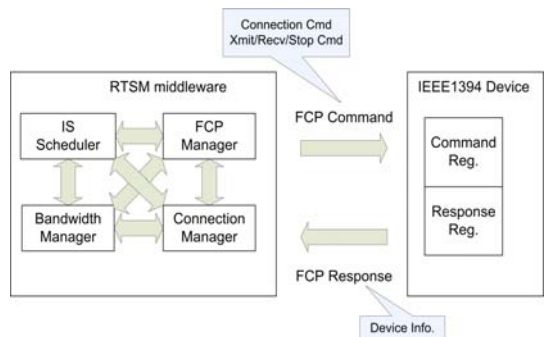 Connection Cmd
Xmit/Recv/Stop Cmd
RTSM middleware
IEEE1394 Device
IS
Scheduler
FCP
Manager
Bandwidth
Manager
Connection
Manager
FCP Command
FCP Response
Command
Reg.
Response
Reg.
Device Info.